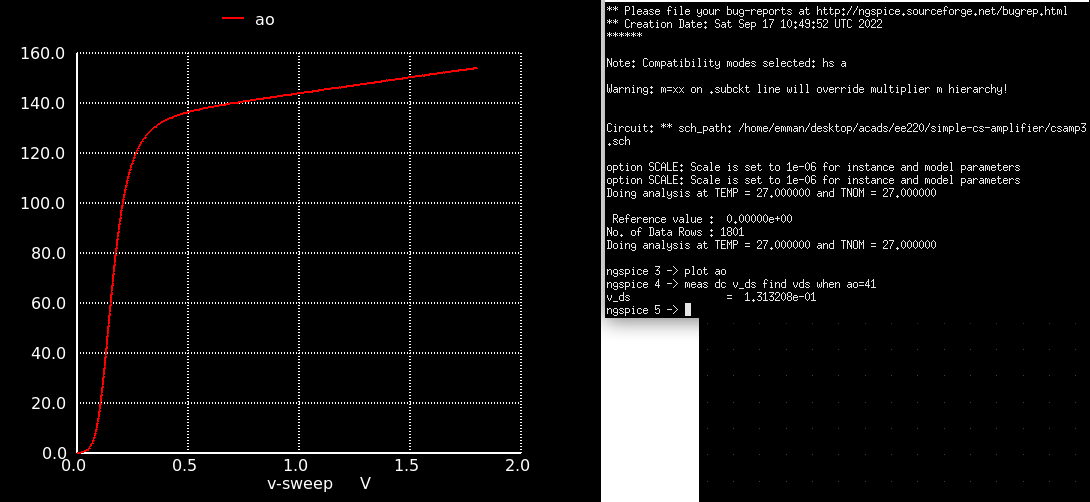 ao
160.0
140.0
120.0
100.0
80.0
60.0
40.0
20.0
0.0
0.0 0.5 1.0 1.5 2.0
v-sweep V
** Please file your bug-reports at http://ngspice.sourceforge.net/bugrep.html
** Creation Date: Sat Sep 17 10:49:52 UTC 2022
******
Note: Compatibility modes selected: hs a
Warning: m=xx on .subckt line will override multiplier m hierarchy!
Circuit: ** sch_path: /home/emman/desktop/acads/ee220/simple-cs-amplifier/csamp3
.sch
option SCALE: Scale is set to 1e-06 for instance and model parameters
option SCALE: Scale is set to 1e-06 for instance and model parameters
Doing analysis at TEMP = 27.000000 and TNOM = 27.000000
Reference value : 0.00000e+00
No. of Data Rows : 1801
Doing analysis at TEMP = 27.000000 and TNOM = 27.000000
ngspice 3 -> plot ao
ngspice 4 -> meas dc v_ds find vds when ao=41
v_ds = 1.313208e-01
ngspice 5 ->